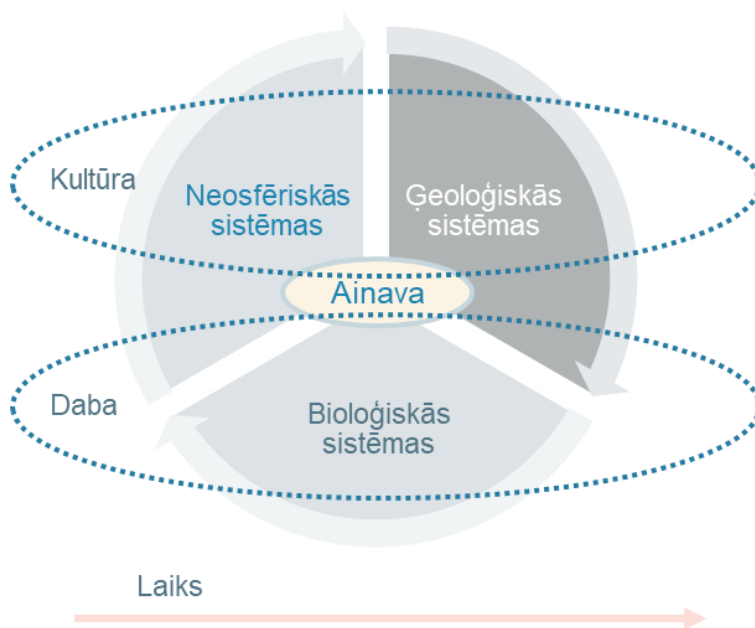 Kultūra
Neosfēriskās
sistēmas
Ģeoloģiskās
sistēmas
Ainava
Daba
Bioloģiskās
sistēmas
Laiks